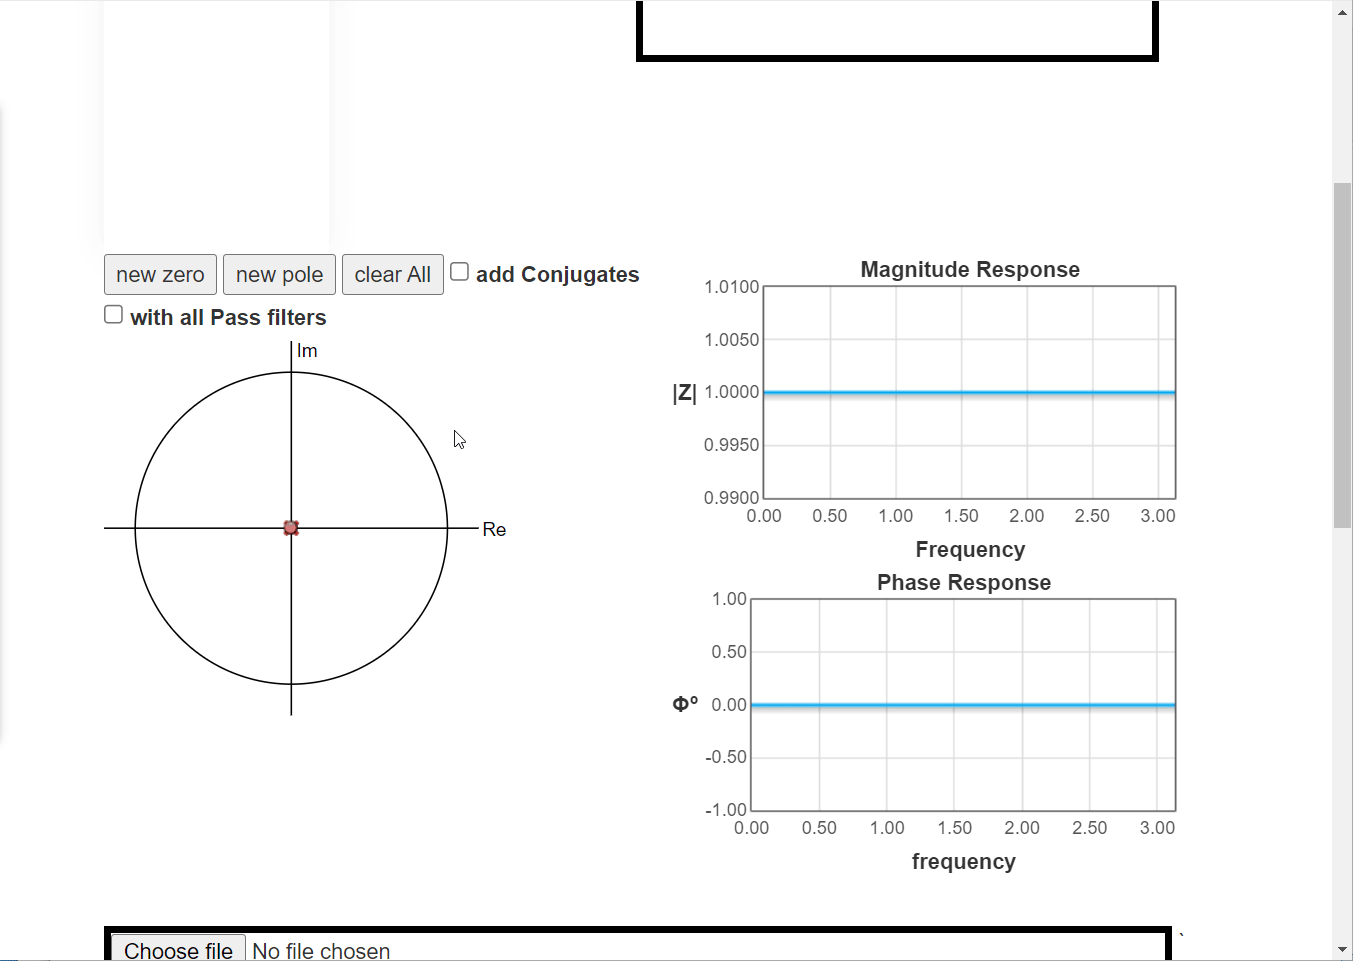 new zero new pole clear All add Conjugates
with all Pass filters
Im
Re
Magnitude Response
1.0100
1.0050
|Z| 1.0000
0.9950
0.9900
0.00 0.50 1.00 1.50 2.00 2.50 3.00
Frequency
Phase Response
1.00
0.50
Φº 0.00
-0.50
-1.00
0.00 0.50 1.00 1.50 2.00 2.50 3.00
frequency
Choose file No file chosen `